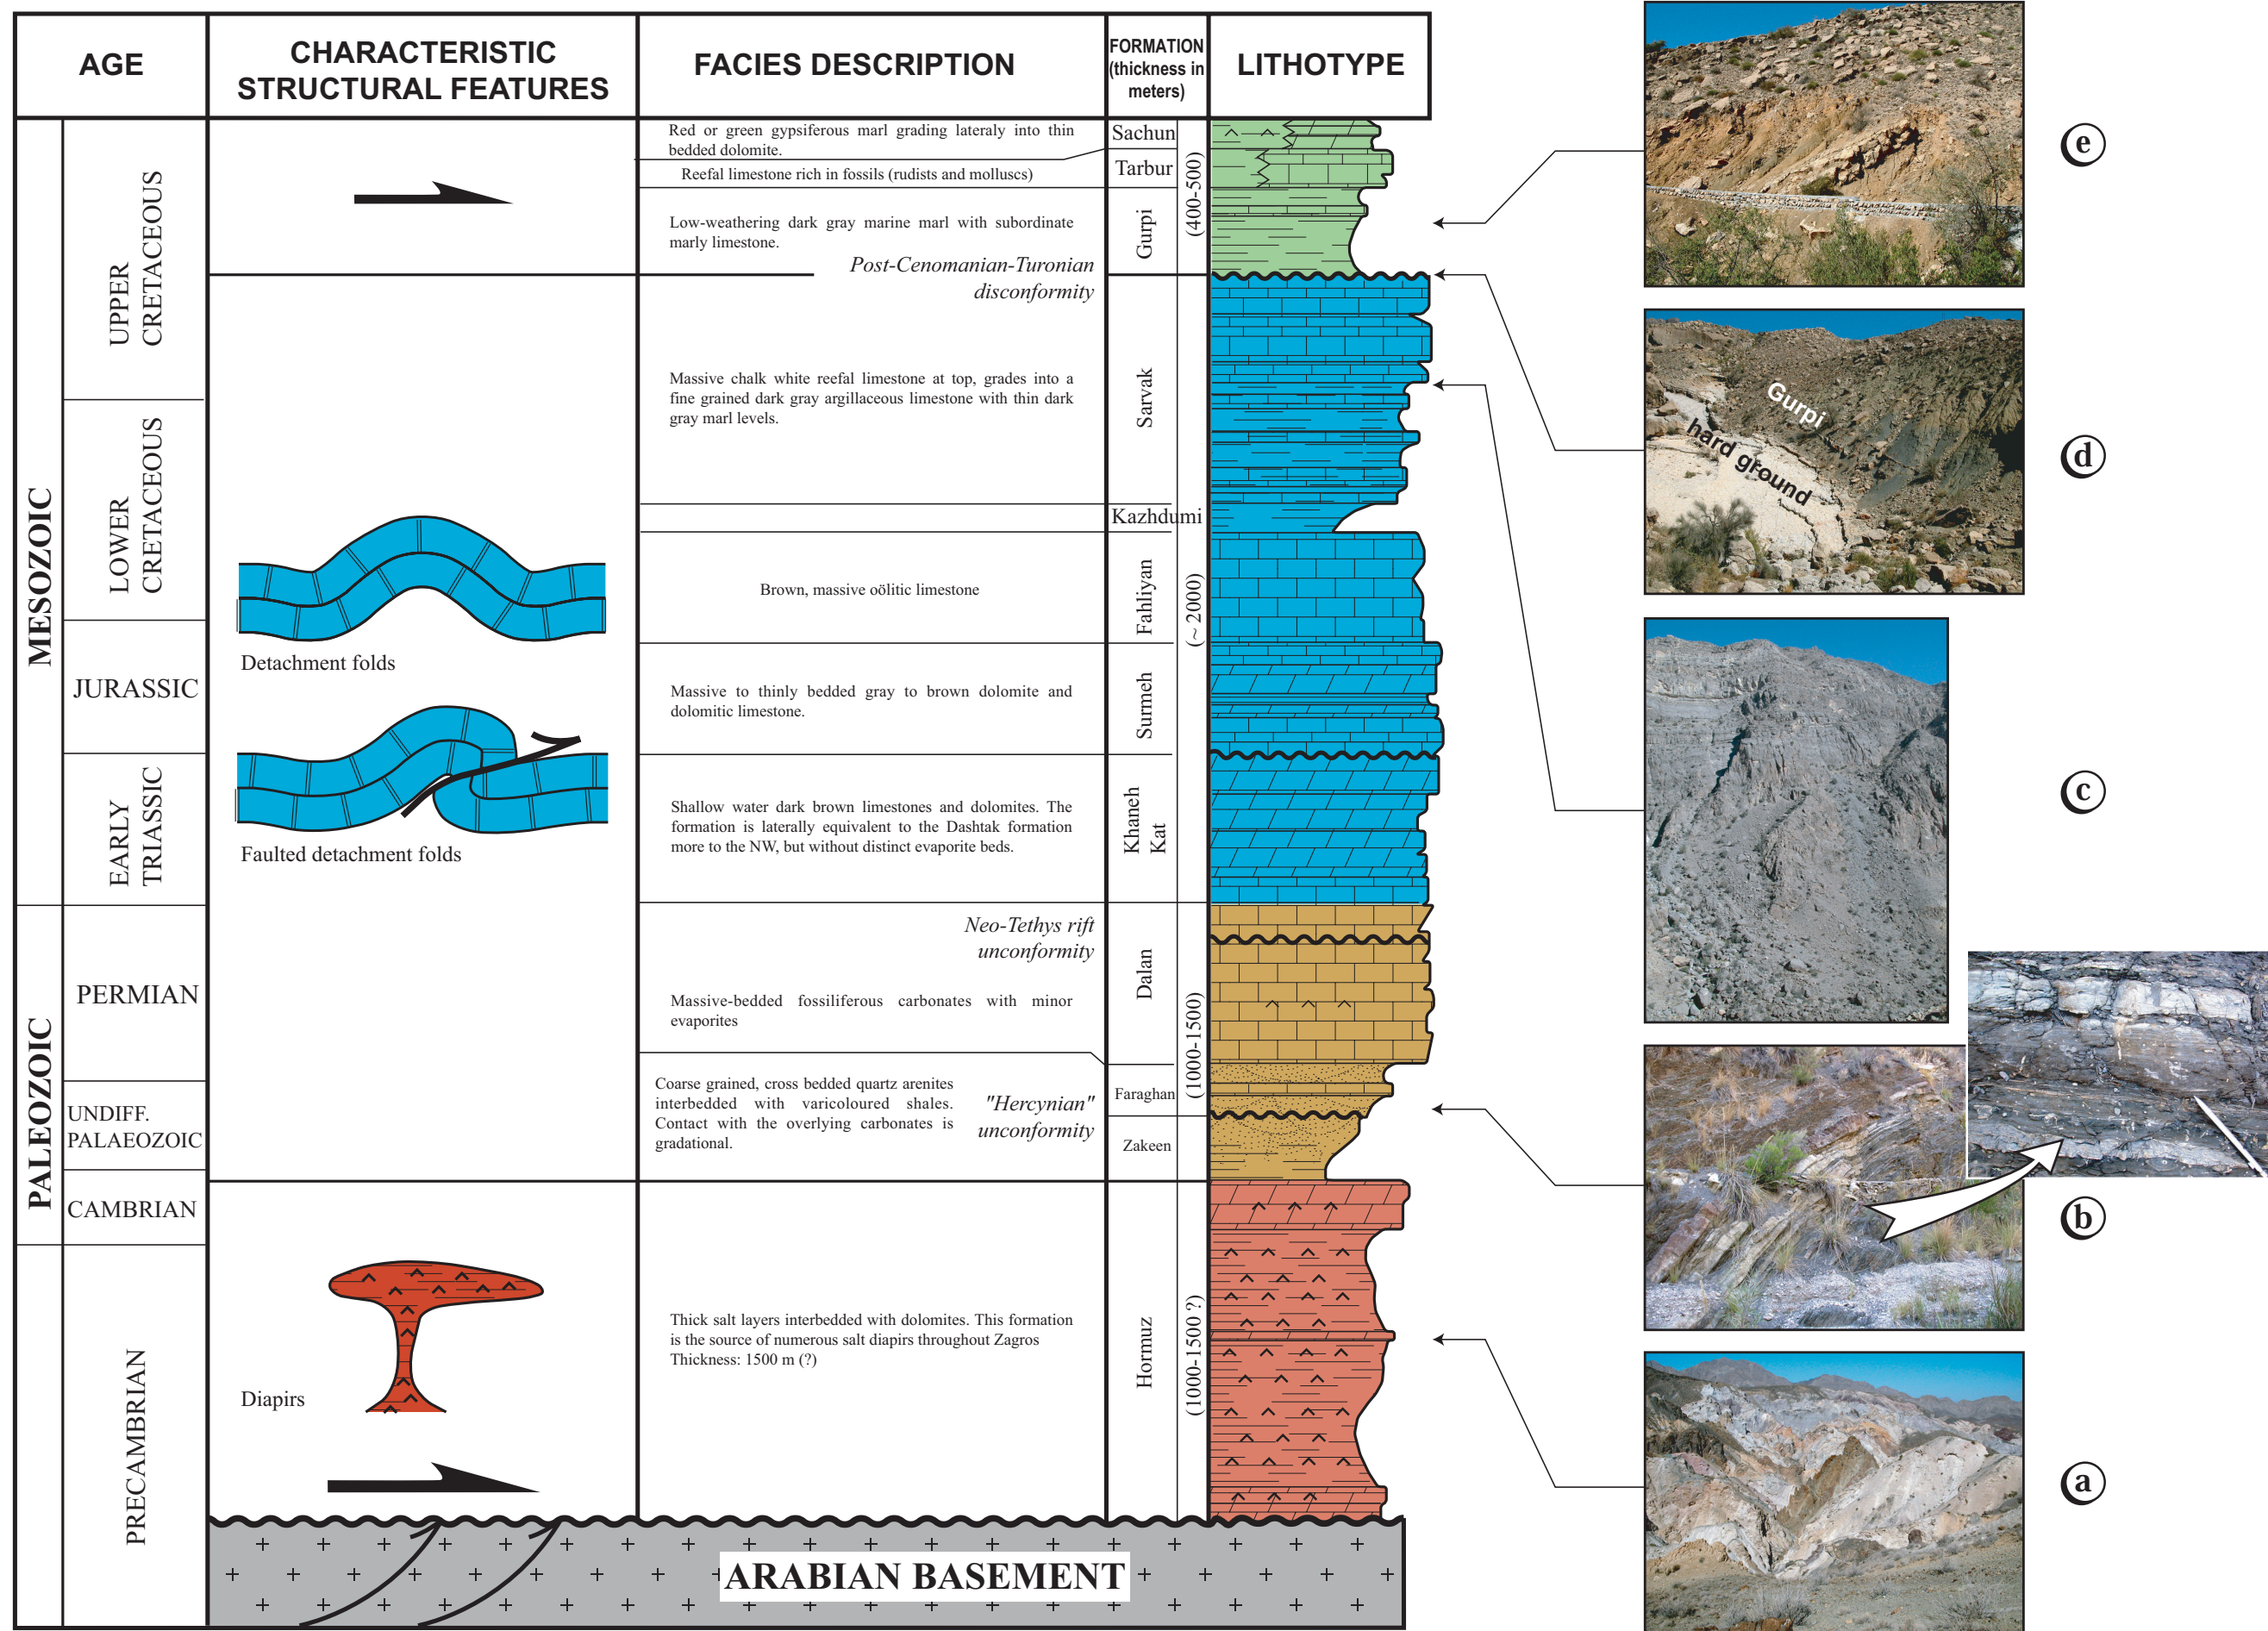 AGE
CHARACTERISTIC
STRUCTURAL FEATURES
FACIES DESCRIPTION
FORMATION
(thickness in
meters)
LITHOTYPE
MESOZOIC
UPPER
CRETACEOUS
LOWER
CRETACEOUS
JURASSIC
EARLY
TRIASSIC
PALEOZOIC
PERMIAN
UNDIFF.
PALAEOZOIC
CAMBRIAN
PRECAMBRIAN
Detachment folds
Faulted detachment folds
Diapirs
Red or green gypsiferous marl grading lateraly into thin
bedded dolomite.
Reefal limestone rich in fossils (rudists and molluscs)
Low-weathering dark gray marine marl with subordinate
marly limestone.
Post-Cenomanian-Turonian
disconformity
Massive chalk white reefal limestone at top, grades into a
fine grained dark gray argillaceous limestone with thin dark
gray marl levels.
Brown, massive oölitic limestone
Massive to thinly bedded gray to brown dolomite and
dolomitic limestone.
Shallow water dark brown limestones and dolomites. The
formation is laterally equivalent to the Dashtak formation
more to the NW, but without distinct evaporite beds.
Neo-Tethys rift
unconformity
Massive-bedded fossiliferous carbonates with minor
evaporites
Coarse grained, cross bedded quartz arenites
interbedded with varicoloured shales.
Contact with the overlying carbonates is
gradational.
"Hercynian"
unconformity
Thick salt layers interbedded with dolomites. This formation
is the source of numerous salt diapirs throughout Zagros
Thickness: 1500 m (?)
Sachun
Tarbur
Gurpi
Sarvak
Kazhdumi
Fahliyan
Surmeh
Khaneh
Kat
Dalan
Faraghan
Zakeen
Hormuz
(400-500)
(~ 2000)
(1000-1500)
(1000-1500 ?)
ARABIAN BASEMENT
e
Gurpi
hard ground
d
c
b
a